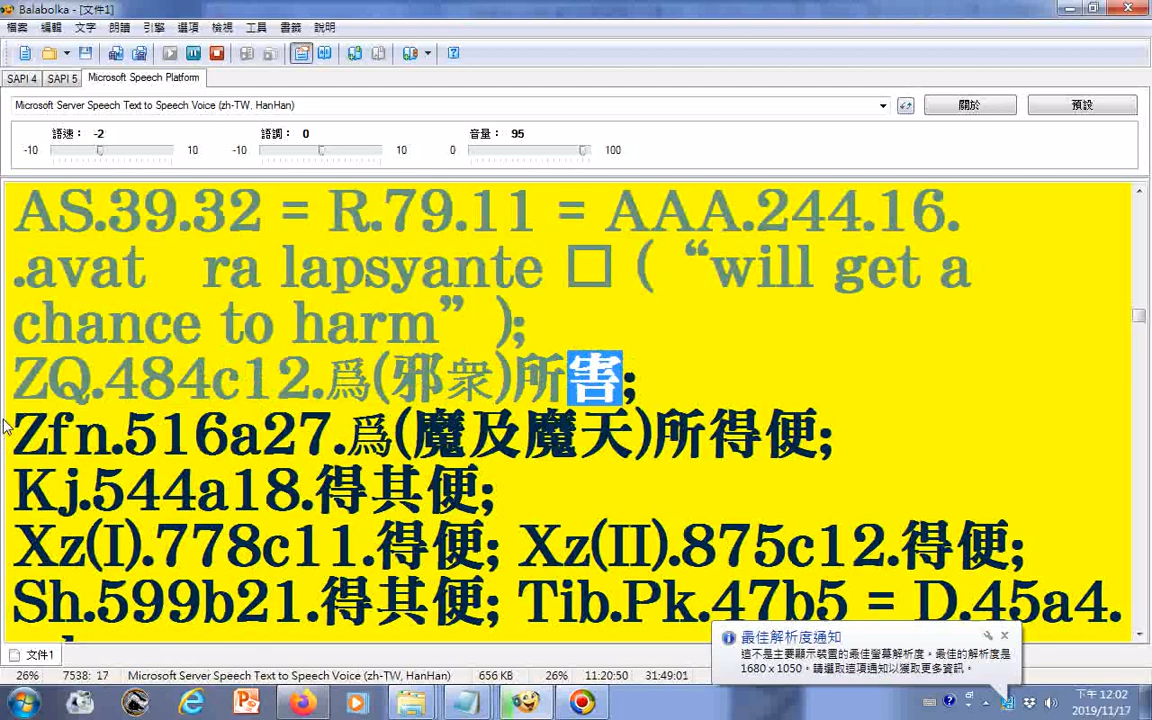 Balabolka - [文件1]
檔案 編輯 文字 朗讀 引擎 選項 檢視 工具 書籤 說明
SAPI 4 SAPI 5 Microsoft Speech Platform
Microsoft Server Speech Text to Speech Voice (zh-TW, HanHan) 關於 預設
語速： -2 語調： 0 音量： 95
-10 10 -10 10 0 100
AS.39.32 = R.79.11 = AAA.244.16.
.avat ra lapsyante □ ( “will get a
chance to harm” );
ZQ.484c12.爲(邪衆)所害;
Zfn.516a27.爲(魔及魔天)所得便;
Kj.544a18.得其便;
Xz(I).778c11.得便; Xz(II).875c12.得便;
Sh.599b21.得其便; Tib.Pk.47b5 = D.45a4.
最佳解析度通知
這不是主要顯示裝置的最佳螢幕解析度。最佳的解析度是
1680 x 1050。請選取這項通知以獲取更多資訊。
文件1
26% 7538: 17 Microsoft Server Speech Text to Speech Voice (zh-TW, HanHan) 656 KB 26% 11:20:50 31:49:01
下午 12:02
2019/11/17